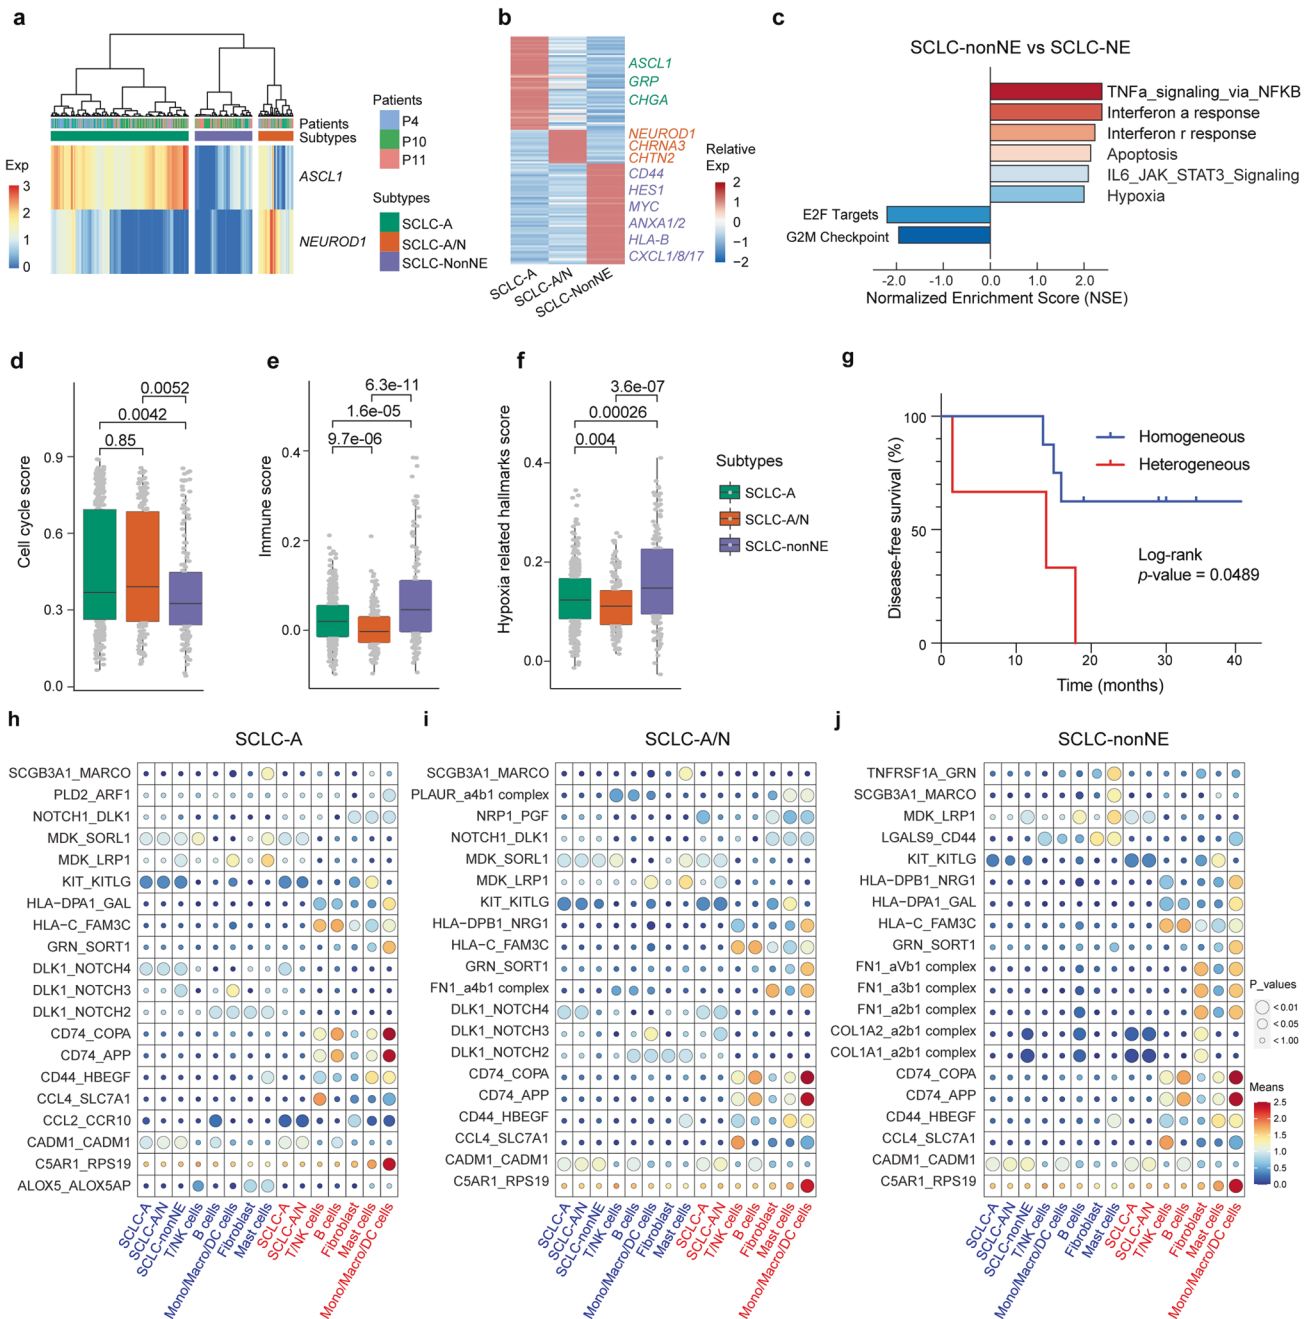 a
Patients
Subtypes
Exp
3
2
1
0
ASCL1
NEUROD1
Patients
P4
P10
P11
Subtypes
SCLC-A
SCLC-A/N
SCLC-NonNE
b
ASCL1
GRP
CHGA
NEUROD1
CHRNA3
CHTN2
CD44
HES1
MYC
ANXA1/2
HLA-B
CXCL1/8/17
SCLC-A
SCLC-A/N
SCLC-NonNE
Relative
Exp
2
1
0
−1
−2
c
SCLC-nonNE vs SCLC-NE
TNFa_signaling_via_NFKB
Interferon a response
Interferon r response
Apoptosis
IL6_JAK_STAT3_Signaling
Hypoxia
E2F Targets
G2M Checkpoint
-2.0 -1.0 0.0 1.0 2.0
Normalized Enrichment Score (NSE)
d
0.0052
0.0042
0.85
Cell cycle score
0.9
0.6
0.3
0.0
e
6.3e-11
1.6e-05
9.7e-06
Immune score
0.4
0.2
0.0
f
3.6e-07
0.00026
0.004
Hypoxia related hallmarks score
0.4
0.2
0.0
Subtypes
SCLC-A
SCLC-A/N
SCLC-nonNE
g
Disease-free survival (%)
100
50
0
Homogeneous
Heterogeneous
Log-rank
p-value = 0.0489
0 10 20 30 40
Time (months)
h
SCLC-A
SCGB3A1_MARCO
PLD2_ARF1
NOTCH1_DLK1
MDK_SORL1
MDK_LRP1
KIT_KITLG
HLA−DPA1_GAL
HLA−C_FAM3C
GRN_SORT1
DLK1_NOTCH4
DLK1_NOTCH3
DLK1_NOTCH2
CD74_COPA
CD74_APP
CD44_HBEGF
CCL4_SLC7A1
CCL2_CCR10
CADM1_CADM1
C5AR1_RPS19
ALOX5_ALOX5AP
SCLC-A
SCLC-A/N
SCLC-nonNE
T/NK cells
B cells
Mono/Macro/DC cells
Fibroblast
Mast cells
SCLC-A
SCLC-A/N
T/NK cells
B cells
Fibroblast
Mast cells
Mono/Macro/DC cells
i
SCLC-A/N
SCGB3A1_MARCO
PLAUR_a4b1 complex
NRP1_PGF
NOTCH1_DLK1
MDK_SORL1
MDK_LRP1
KIT_KITLG
HLA−DPB1_NRG1
HLA−C_FAM3C
GRN_SORT1
FN1_a4b1 complex
DLK1_NOTCH4
DLK1_NOTCH3
DLK1_NOTCH2
CD74_COPA
CD74_APP
CD44_HBEGF
CCL4_SLC7A1
CADM1_CADM1
C5AR1_RPS19
SCLC-A
SCLC-A/N
SCLC-nonNE
T/NK cells
B cells
Mono/Macro/DC cells
Fibroblast
Mast cells
SCLC-A
SCLC-A/N
T/NK cells
B cells
Fibroblast
Mast cells
Mono/Macro/DC cells
j
SCLC-nonNE
TNFRSF1A_GRN
SCGB3A1_MARCO
MDK_LRP1
LGALS9_CD44
KIT_KITLG
HLA−DPB1_NRG1
HLA−DPA1_GAL
HLA−C_FAM3C
GRN_SORT1
FN1_aVb1 complex
FN1_a3b1 complex
FN1_a2b1 complex
COL1A2_a2b1 complex
COL1A1_a2b1 complex
CD74_COPA
CD74_APP
CD44_HBEGF
CCL4_SLC7A1
CADM1_CADM1
C5AR1_RPS19
SCLC-A
SCLC-A/N
SCLC-nonNE
T/NK cells
Mono/Macro/DC cells
B cells
Fibroblast
Mast cells
SCLC-A
SCLC-A/N
T/NK cells
B cells
Fibroblast
Mast cells
Mono/Macro/DC cells
P_values
< 0.01
< 0.05
< 1.00
Means
2.5
2.0
1.5
1.0
0.5
0.0